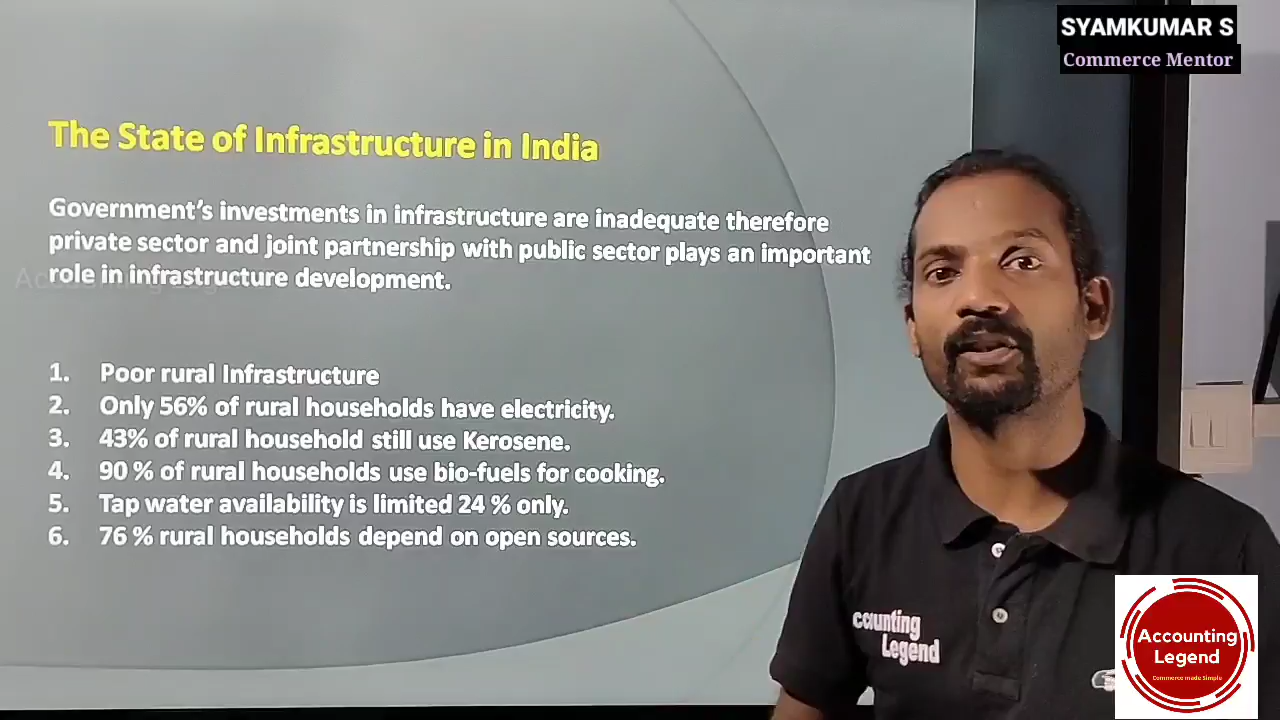 SYAMKUMAR S
Commerce Mentor
The State of Infrastructure in India
Government's investments in infrastructure are inadequate therefore
private sector and joint partnership with public sector plays an important
role in infrastructure development.
1. Poor rural Infrastructure
2. Only 56% of rural households have electricity.
3. 43% of rural household still use Kerosene.
4. 90 % of rural households use bio-fuels for cooking.
5. Tap water availability is limited 24 % only.
6. 76 % rural households depend on open sources.
ccounting
Legend
Accounting
Legend
Commerce made Simple